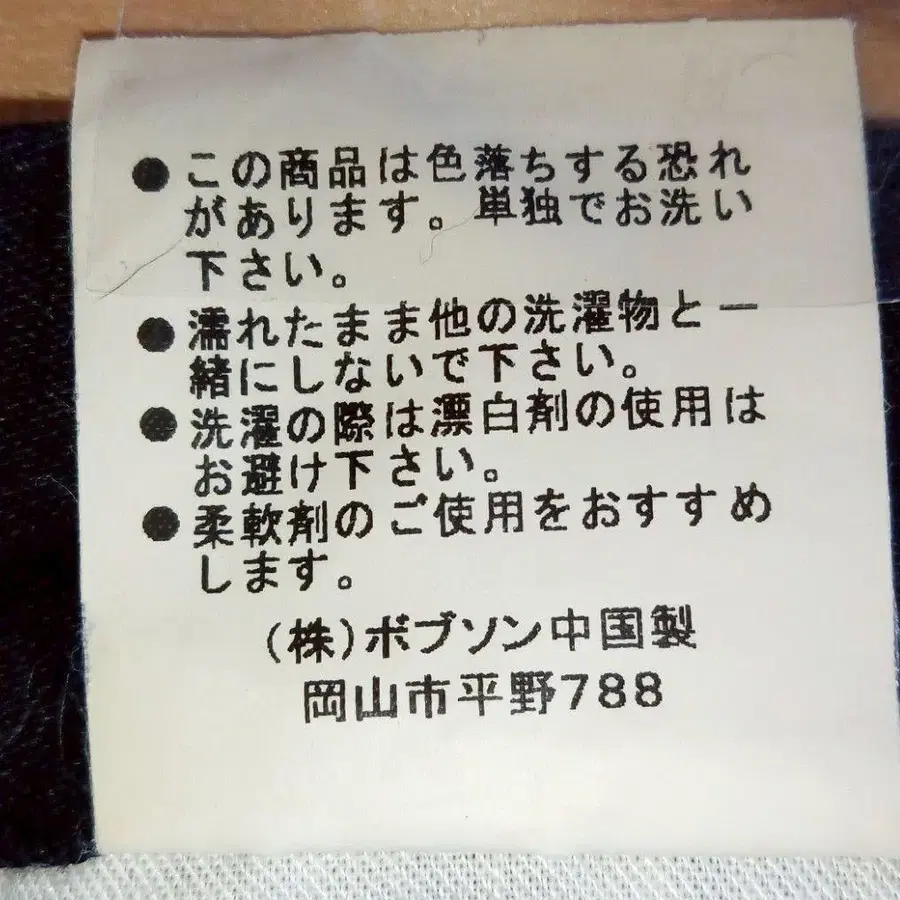 ●この商品は色落ちする恐れ
があります。単独でお洗い
下さい。
●濡れたまま他の洗濯物と一
緒にしないで下さい。
●洗濯の際は漂白剤の使用は
お避け下さい。
●柔軟剤のご使用をおすすめ
します。
(株)ボブソン中国製
岡山市平野788